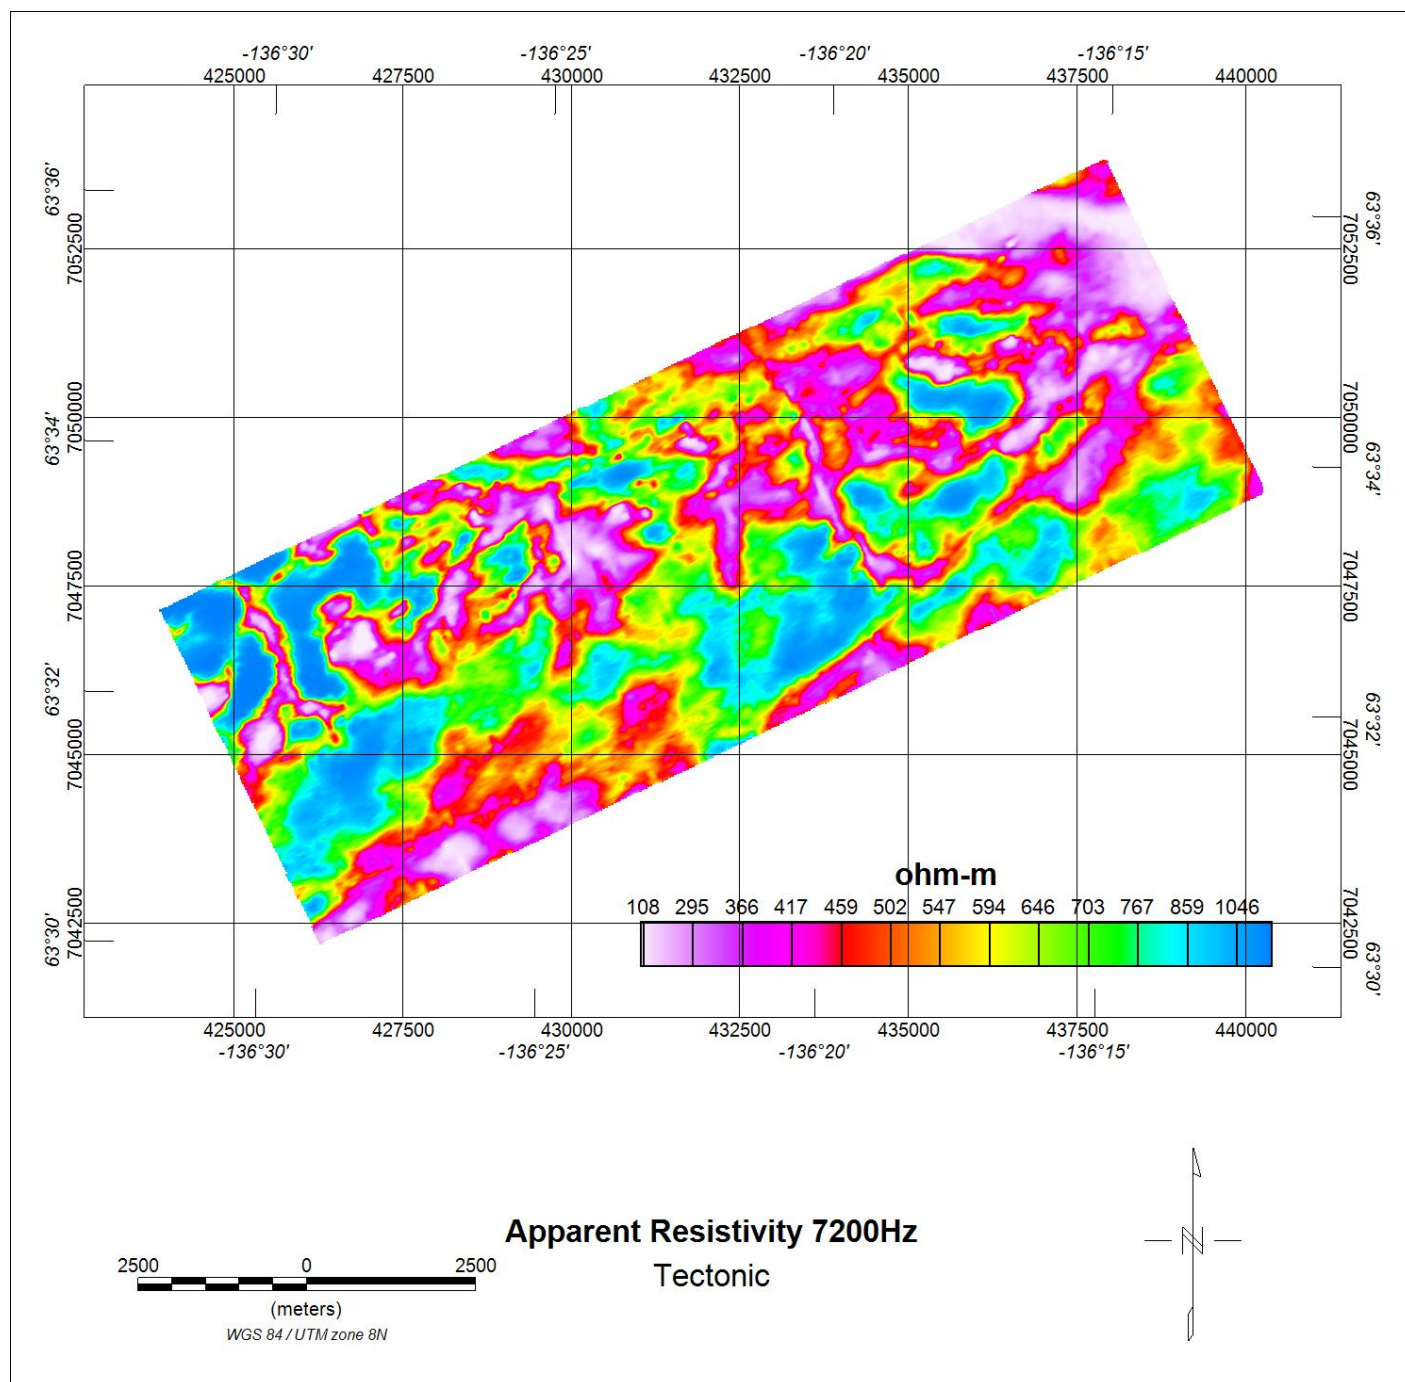 -136°30' -136°25' -136°20' -136°15'
425000 427500 430000 432500 435000 437500 440000
63°36' 63°36'
7052500 7052500
63°34' 7050000 7050000
63°34'
7047500 7047500
63°32' 63°32'
7045000 7045000
ohm-m
108 295 366 417 459 502 547 594 646 703 767 859 1046
63°30' 7042500 7042500 63°30'
425000 427500 430000 432500 435000 437500 440000
-136°30' -136°25' -136°20' -136°15'
Apparent Resistivity 7200Hz
Tectonic
2500 0 2500
(meters)
WGS 84 / UTM zone 8N
N